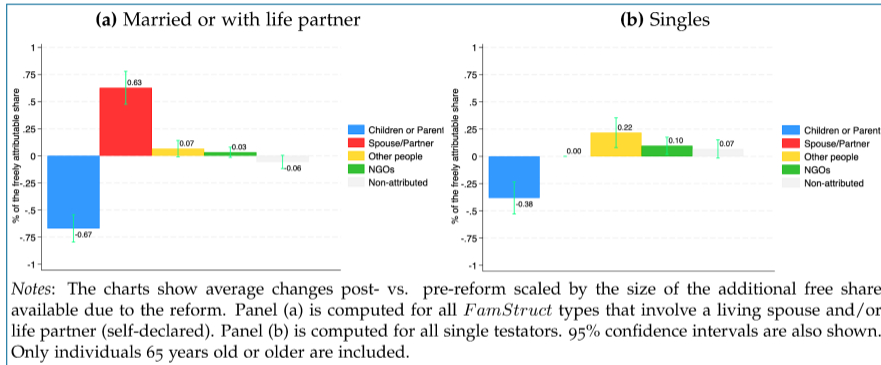 (a) Married or with life partner
% of the freely attributable share
1
.75
.5
.25
0
-.25
-.5
-.75
-1
-0.67
0.63
0.07
0.03
-0.06
Children or Parent
Spouse/Partner
Other people
NGOs
Non-attributed
(b) Singles
% of the freely attributable share
1
.75
.5
.25
0
-.25
-.5
-.75
-1
-0.38
0.00
0.22
0.10
0.07
Children or Parent
Spouse/Partner
Other people
NGOs
Non-attributed
Notes: The charts show average changes post- vs. pre-reform scaled by the size of the additional free share
available due to the reform. Panel (a) is computed for all FamStruct types that involve a living spouse and/or
life partner (self-declared). Panel (b) is computed for all single testators. 95% confidence intervals are also shown.
Only individuals 65 years old or older are included.